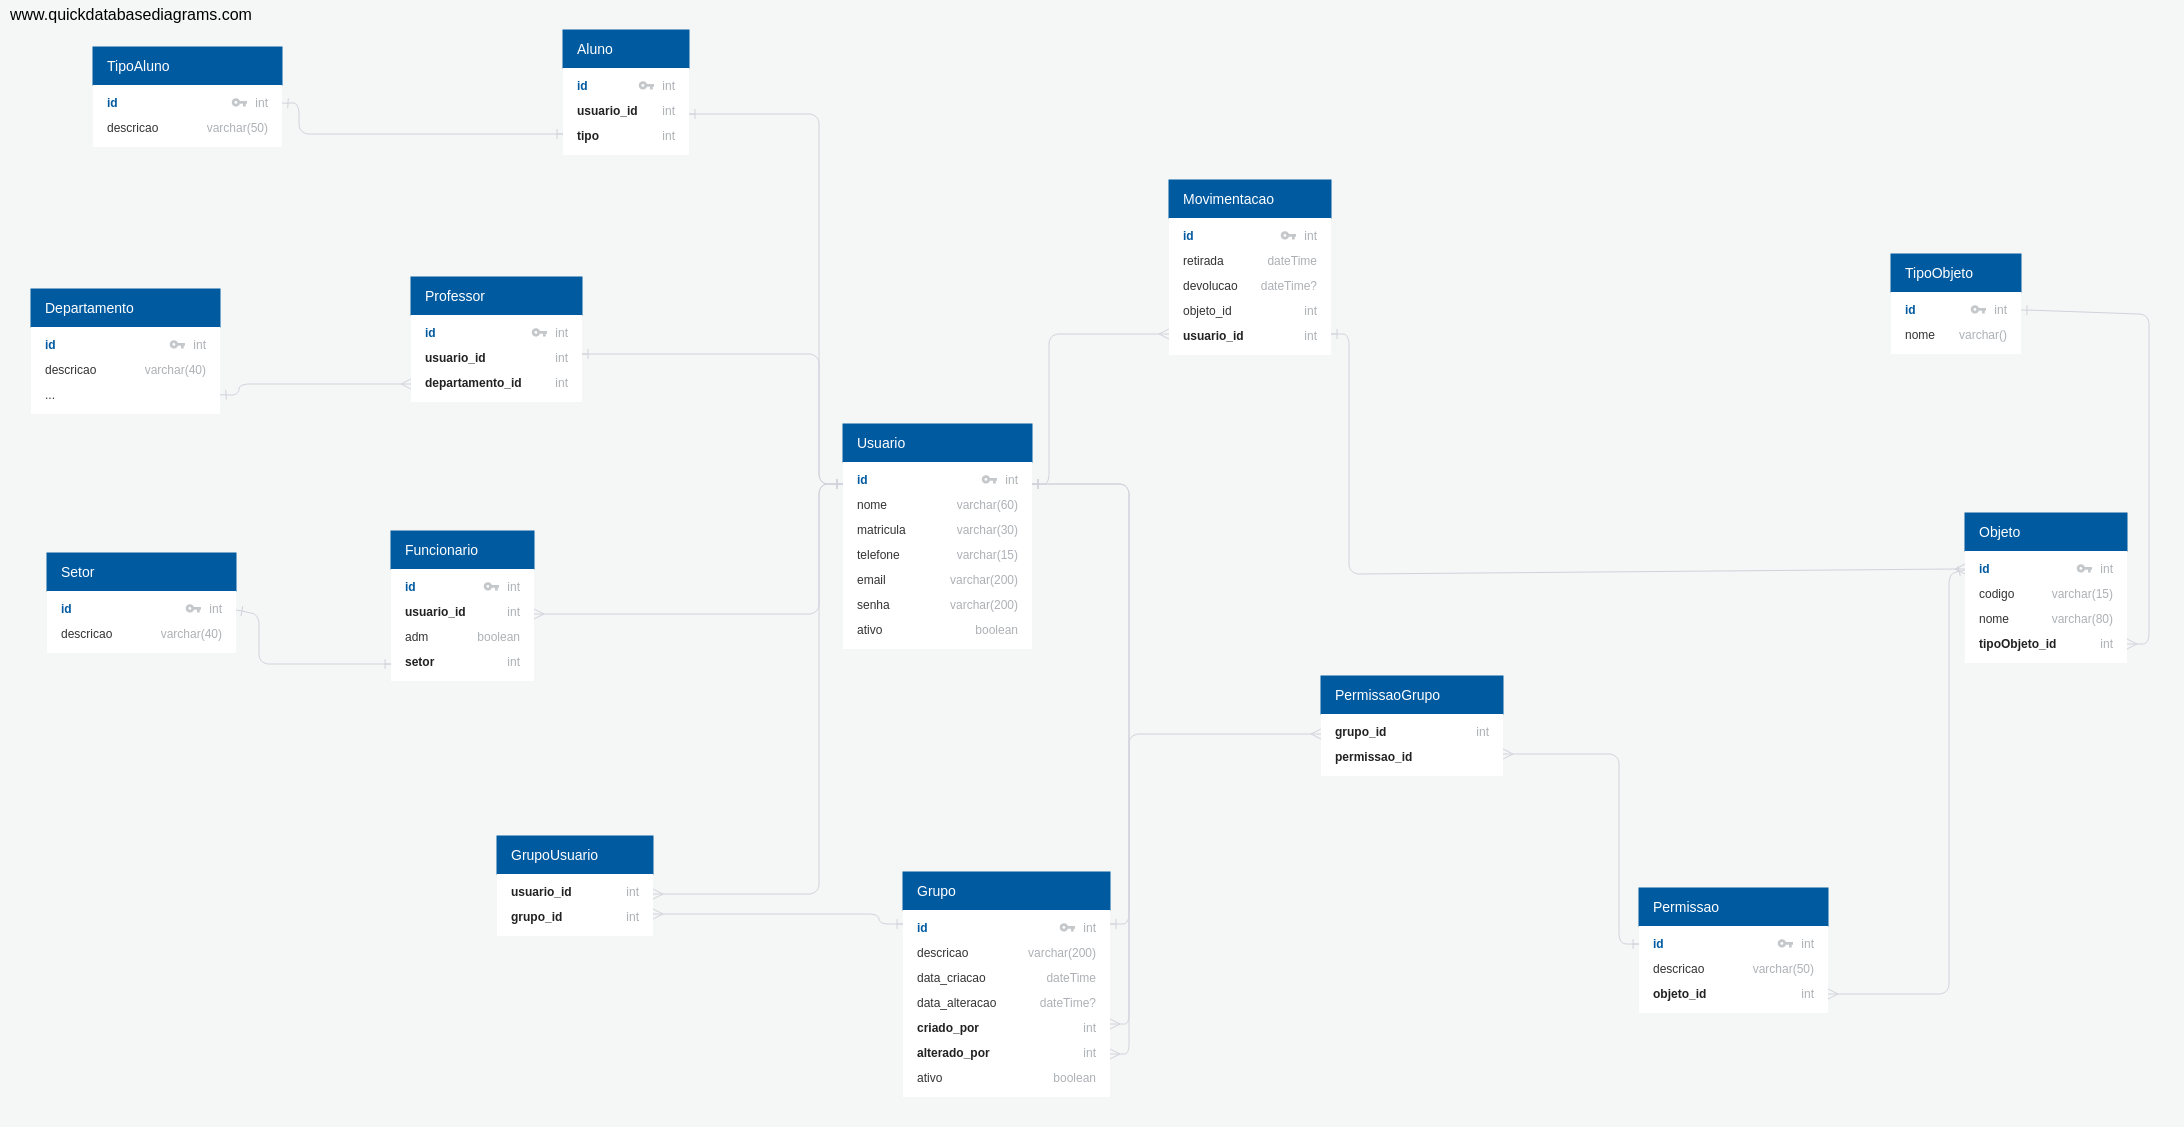 www.quickdatabasediagrams.com
TipoAluno
id int
descricao varchar(50)
Aluno
id int
usuario_id int
tipo int
Movimentacao
id int
retirada dateTime
devolucao dateTime?
objeto_id int
usuario_id int
TipoObjeto
id int
nome varchar()
Departamento
id int
descricao varchar(40)
...
Professor
id int
usuario_id int
departamento_id int
Usuario
id int
nome varchar(60)
matricula varchar(30)
telefone varchar(15)
email varchar(200)
senha varchar(200)
ativo boolean
Setor
id int
descricao varchar(40)
Funcionario
id int
usuario_id int
adm boolean
setor int
Objeto
id int
codigo varchar(15)
nome varchar(80)
tipoObjeto_id int
PermissaoGrupo
grupo_id int
permissao_id
GrupoUsuario
usuario_id int
grupo_id int
Grupo
id int
descricao varchar(200)
data_criacao dateTime
data_alteracao dateTime?
criado_por int
alterado_por int
ativo boolean
Permissao
id int
descricao varchar(50)
objeto_id int